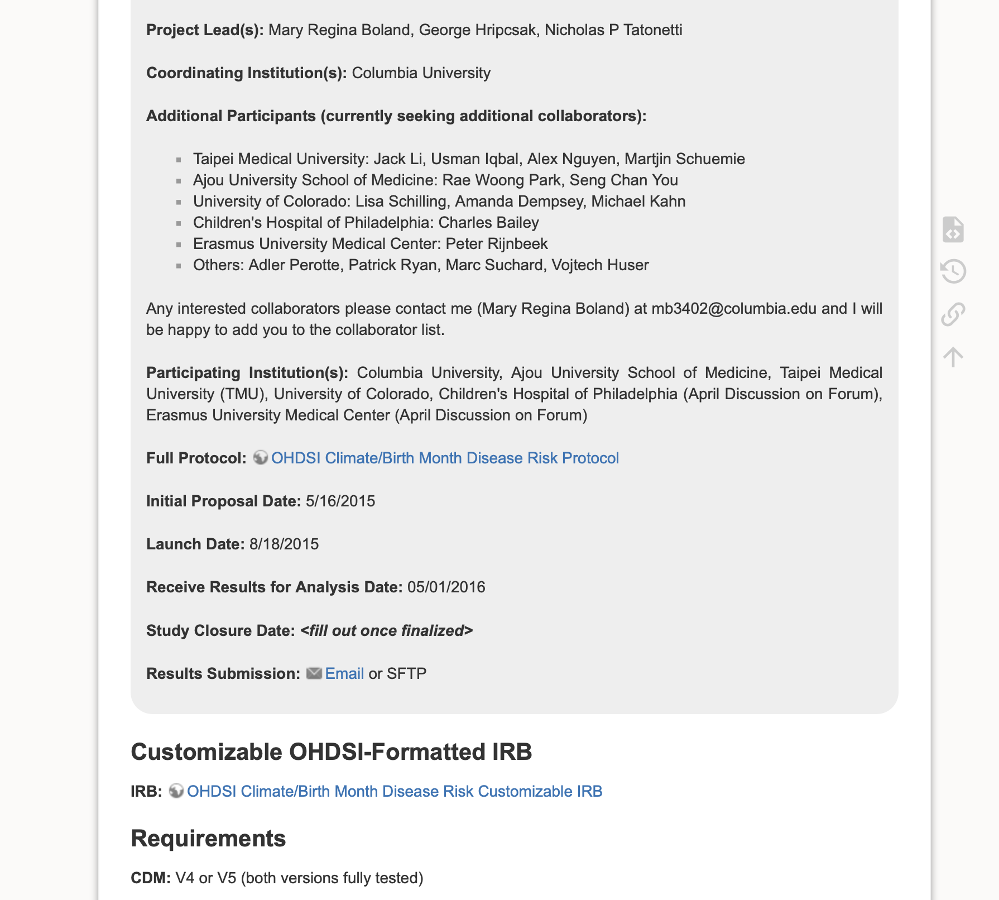 Project Lead(s): Mary Regina Boland, George Hripcsak, Nicholas P Tatonetti
Coordinating Institution(s): Columbia University
Additional Participants (currently seeking additional collaborators):
Taipei Medical University: Jack Li, Usman Iqbal, Alex Nguyen, Martjin Schuemie
Ajou University School of Medicine: Rae Woong Park, Seng Chan You
University of Colorado: Lisa Schilling, Amanda Dempsey, Michael Kahn
Children's Hospital of Philadelphia: Charles Bailey
Erasmus University Medical Center: Peter Rijnbeek
Others: Adler Perotte, Patrick Ryan, Marc Suchard, Vojtech Huser
Any interested collaborators please contact me (Mary Regina Boland) at mb3402@columbia.edu and I will
be happy to add you to the collaborator list.
Participating Institution(s): Columbia University, Ajou University School of Medicine, Taipei Medical
University (TMU), University of Colorado, Children's Hospital of Philadelphia (April Discussion on Forum),
Erasmus University Medical Center (April Discussion on Forum)
Full Protocol: OHDSI Climate/Birth Month Disease Risk Protocol
Initial Proposal Date: 5/16/2015
Launch Date: 8/18/2015
Receive Results for Analysis Date: 05/01/2016
Study Closure Date: <fill out once finalized>
Results Submission: Email or SFTP
Customizable OHDSI-Formatted IRB
IRB: OHDSI Climate/Birth Month Disease Risk Customizable IRB
Requirements
CDM: V4 or V5 (both versions fully tested)